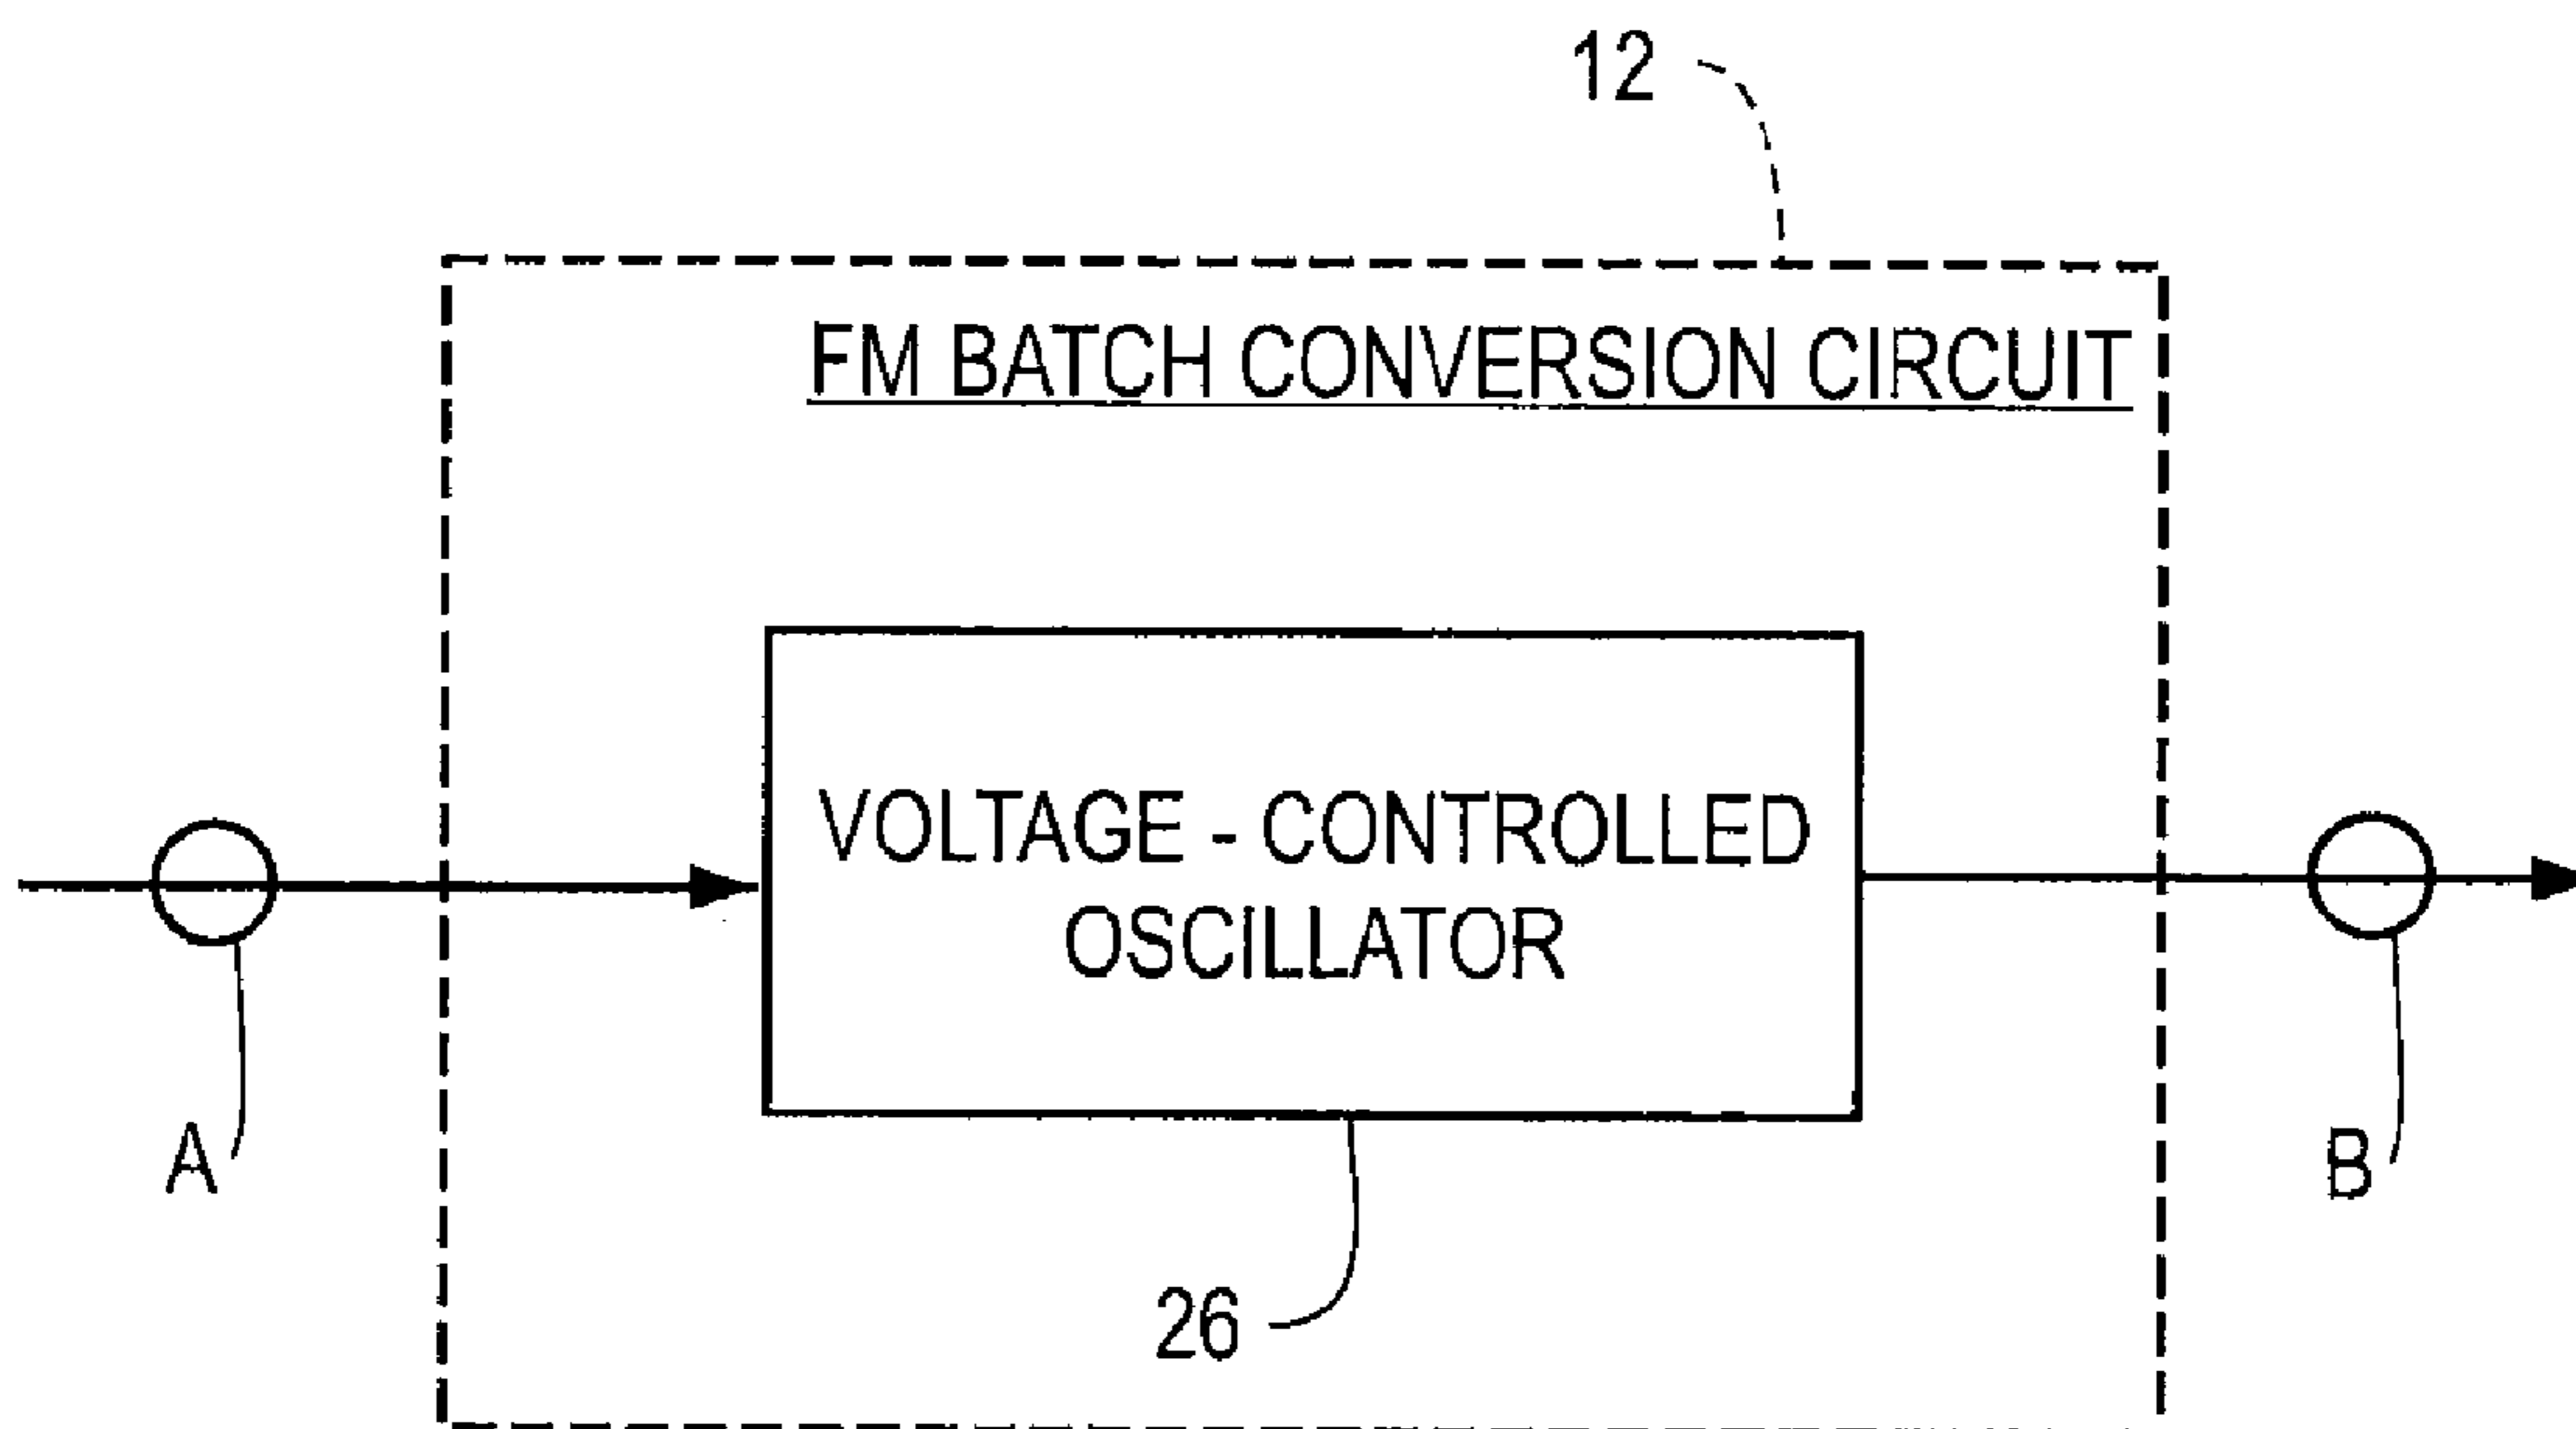 12
FM BATCH CONVERSION CIRCUIT
VOLTAGE - CONTROLLED
OSCILLATOR
A
B
26